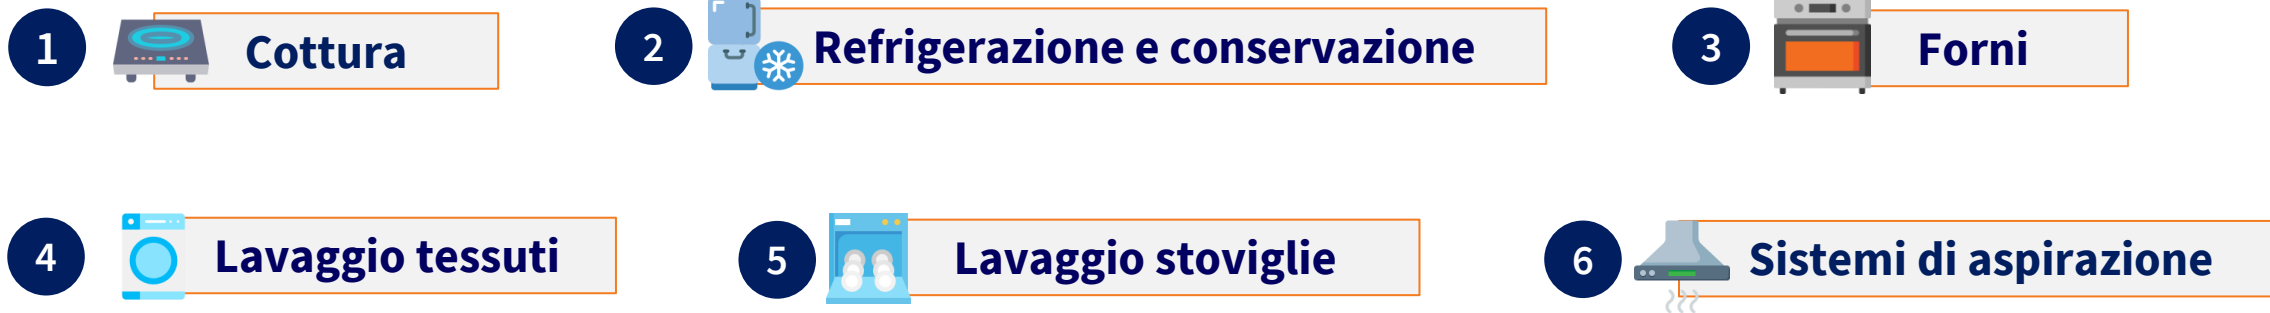 1 Cottura
2 Refrigerazione e conservazione
3 Forni
4 Lavaggio tessuti
5 Lavaggio stoviglie
6 Sistemi di aspirazione